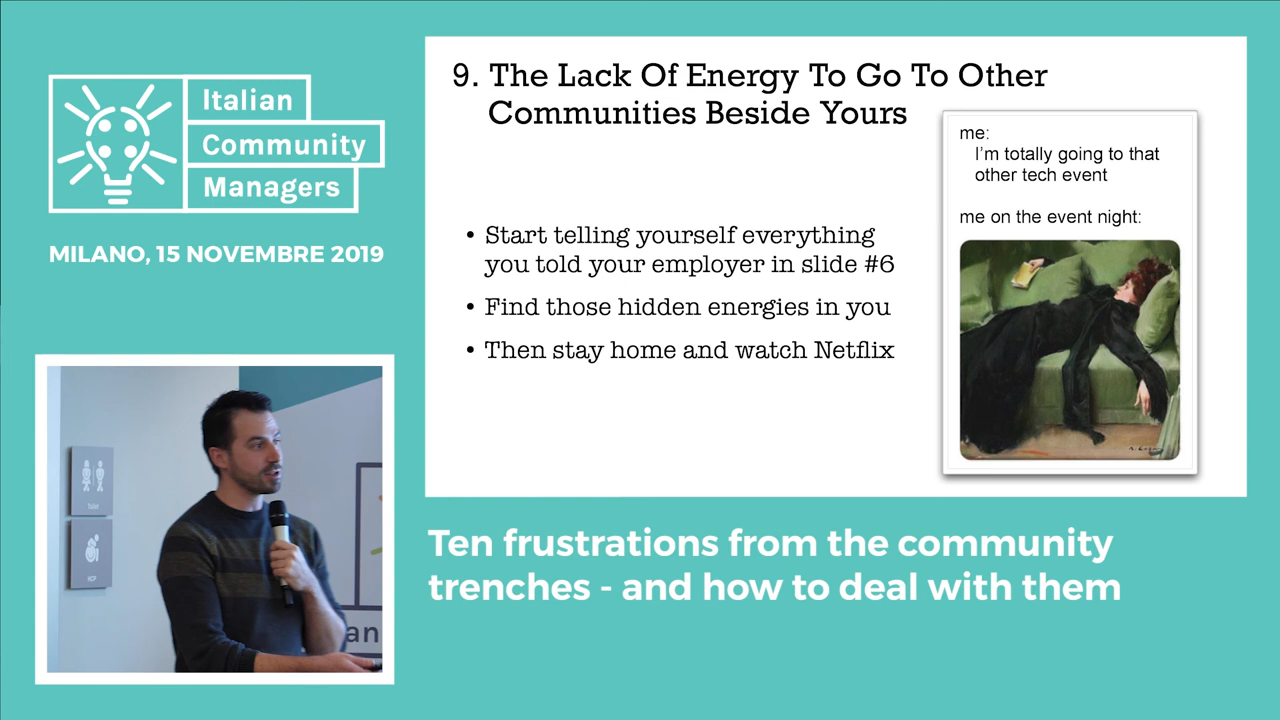 Italian
Community
Managers
MILANO, 15 NOVEMBRE 2019
9. The Lack Of Energy To Go To Other
Communities Beside Yours
• Start telling yourself everything
you told your employer in slide #6
• Find those hidden energies in you
• Then stay home and watch Netflix
me:
I'm totally going to that
other tech event
me on the event night:
Toilet
HCP
an
Ten frustrations from the community
trenches - and how to deal with them